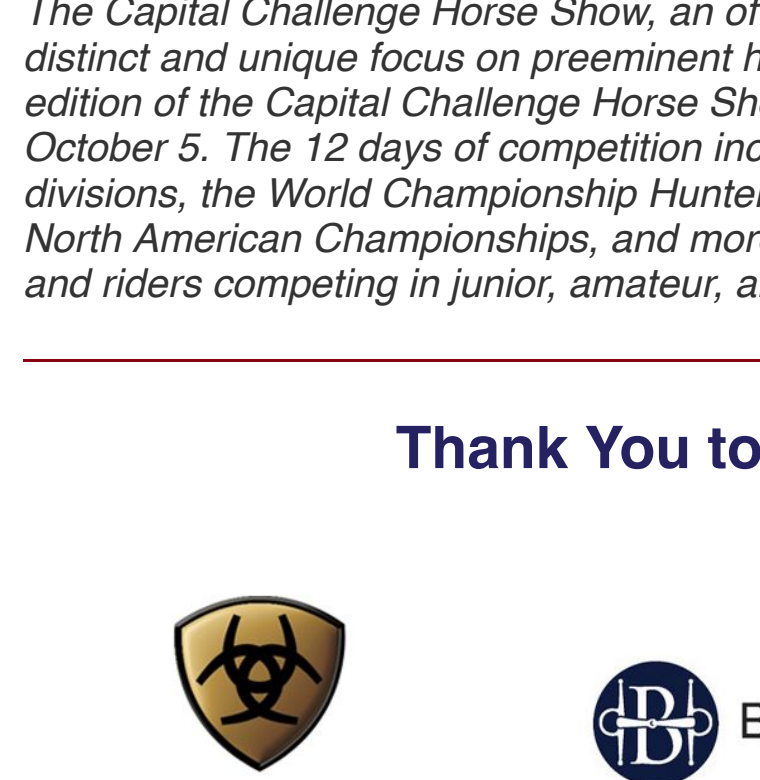 The Capital Challenge Horse Show, an of
distinct and unique focus on preeminent h
edition of the Capital Challenge Horse Sho
October 5. The 12 days of competition inc
divisions, the World Championship Hunter
North American Championships, and more
and riders competing in junior, amateur, a
Thank You to
B B